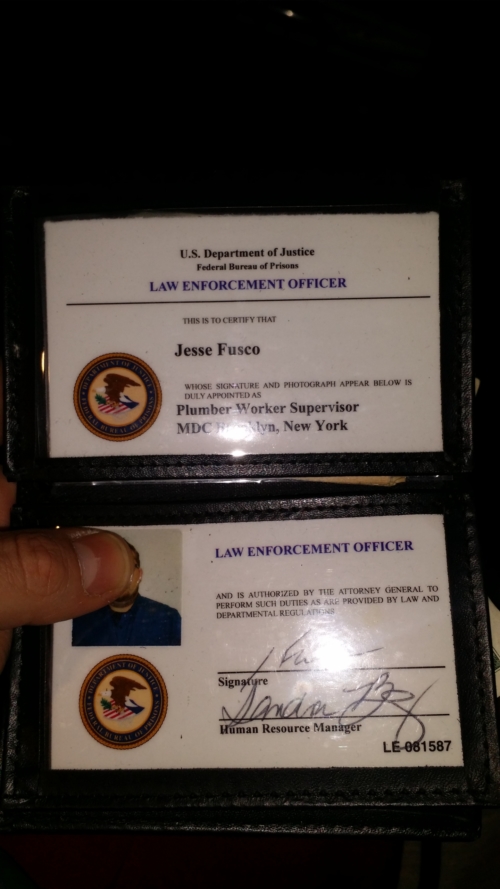 U.S. Department of Justice
Federal Bureau of Prisons
LAW ENFORCEMENT OFFICER
THIS IS TO CERTIFY THAT
Jesse Fusco
WHOSE SIGNATURE AND PHOTOGRAPH APPEAR BELOW IS
DULY APPOINTED AS
Plumber Worker Supervisor
MDC Brooklyn, New York
LAW ENFORCEMENT OFFICER
AND IS AUTHORIZED BY THE ATTORNEY GENERAL TO
PERFORM SUCH DUTIES AS ARE PROVIDED BY LAW AND
DEPARTMENTAL REGULATIONS
Signature
Sandra
Human Resource Manager
LE-081587